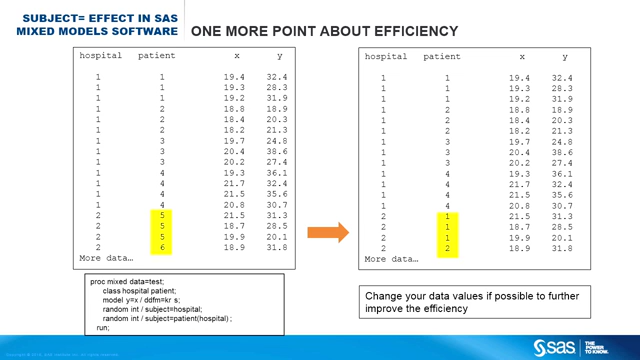 SUBJECT= EFFECT IN SAS
MIXED MODELS SOFTWARE
ONE MORE POINT ABOUT EFFICIENCY
hospital patient x y
1 1 19.4 32.4
1 1 19.3 28.3
1 1 19.2 31.9
1 2 18.8 18.9
1 2 18.4 20.3
1 2 18.2 21.3
1 3 19.7 24.8
1 3 20.4 38.6
1 3 20.2 27.4
1 4 19.3 36.1
1 4 21.7 32.4
1 4 21.5 35.6
1 4 20.8 30.7
2 5 21.5 31.3
2 5 18.7 28.5
2 5 19.9 20.1
2 6 18.9 31.8
More data…
proc mixed data=test;
class hospital patient;
model y=x / ddfm=kr s;
random int / subject=hospital;
random int / subject=patient(hospital) ;
run;
hospital patient x y
1 1 19.4 32.4
1 1 19.3 28.3
1 1 19.2 31.9
1 2 18.8 18.9
1 2 18.4 20.3
1 2 18.2 21.3
1 3 19.7 24.8
1 3 20.4 38.6
1 3 20.2 27.4
1 4 19.3 36.1
1 4 21.7 32.4
1 4 21.5 35.6
1 4 20.8 30.7
2 1 21.5 31.3
2 1 18.7 28.5
2 1 19.9 20.1
2 2 18.9 31.8
More data…
Change your data values if possible to further
improve the efficiency
sas THE POWER TO KNOW